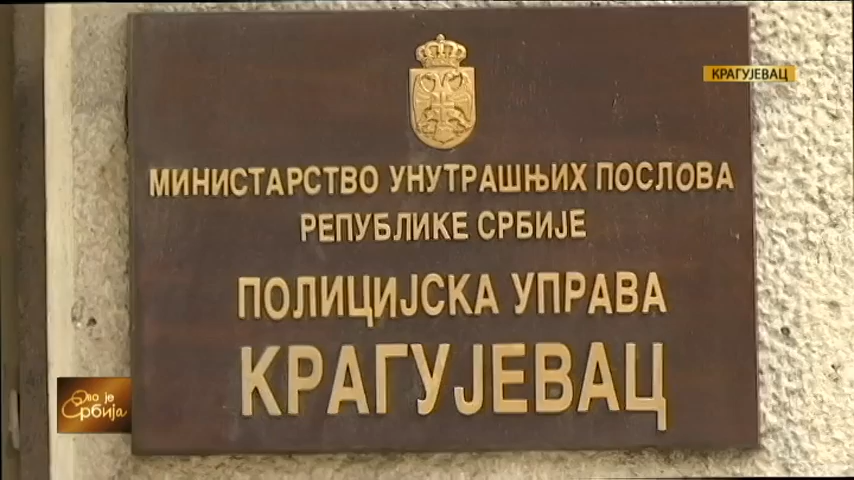 КРАГУЈЕВАЦ
МИНИСТАРСТВО УНУТРАШЊИХ ПОСЛОВА
РЕПУБЛИКЕ СРБИЈЕ
ПОЛИЦИЈСКА УПРАВА
КРАГУЈЕВАЦ
Ово је
Србија